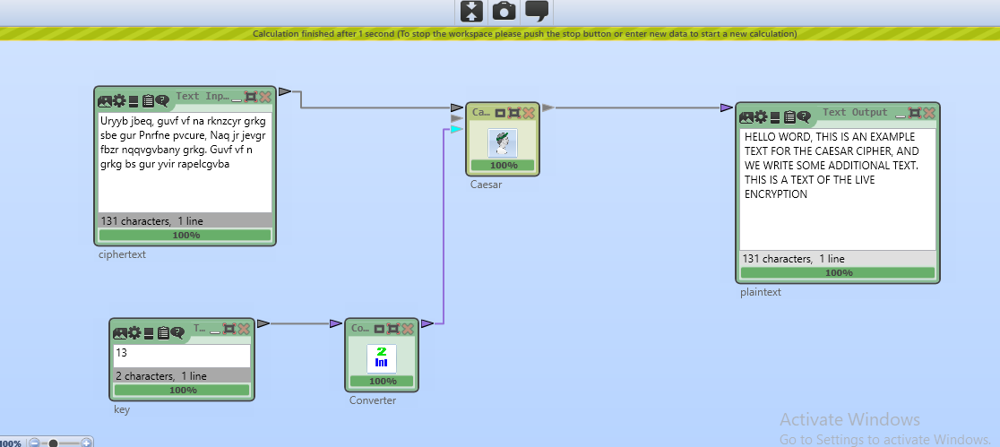 Calculation finished after 1 second (To stop the workspace please push the stop button or enter new data to start a new calculation)
Text Inp...
Uryyb jbeq, guvf vf na rknzcyr grkg
sbe gur Pnrfne pvcure, Naq jr jevgr
fbzr nqqvgvbany grkg. Guvf vf n
grkg bs gur yvir rapelcgvba
131 characters, 1 line
100%
ciphertext
Ca...
100%
Caesar
Text Output
HELLO WORD, THIS IS AN EXAMPLE
TEXT FOR THE CAESAR CIPHER, AND
WE WRITE SOME ADDITIONAL TEXT.
THIS IS A TEXT OF THE LIVE
ENCRYPTION
131 characters, 1 line
100%
plaintext
T...
13
2 characters, 1 line
100%
key
Co...
2
Int
100%
Converter
Activate Windows
Go to Settings to activate Windows.
100%